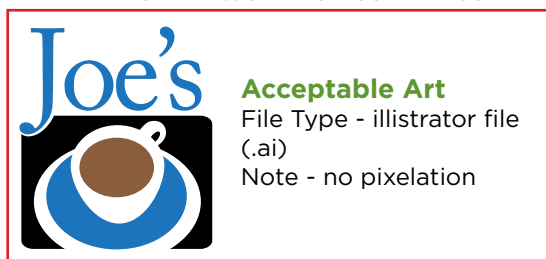 Joe's
Acceptable Art
File Type - illistrator file
(.ai)
Note - no pixelation